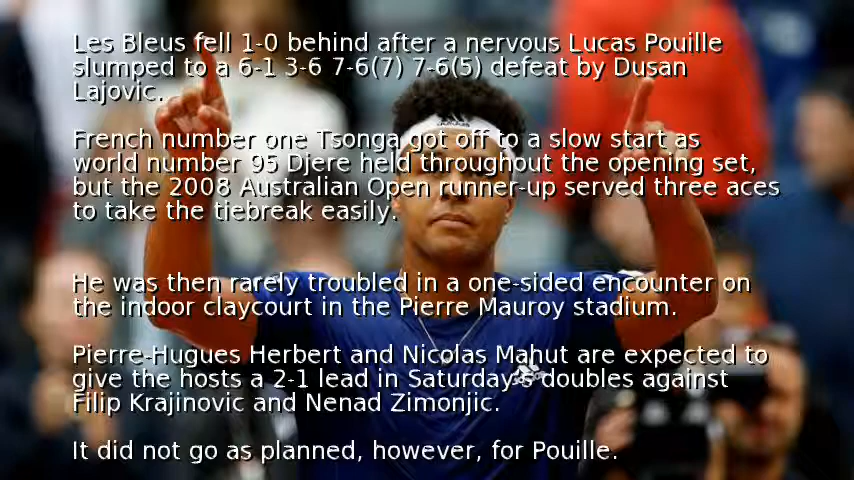 Les Bleus fell 1-0 behind after a nervous Lucas Pouille
slumped to a 6-1 3-6 7-6(7) 7-6(5) defeat by Dusan
Lajovic.
French number one Tsonga got off to a slow start as
world number 95 Djere held throughout the opening set,
but the 2008 Australian Open runner-up served three aces
to take the tiebreak easily.
He was then rarely troubled in a one-sided encounter on
the indoor claycourt in the Pierre Mauroy stadium.
Pierre-Hugues Herbert and Nicolas Mahut are expected to
give the hosts a 2-1 lead in Saturday's doubles against
Filip Krajinovic and Nenad Zimonjic.
It did not go as planned, however, for Pouille.